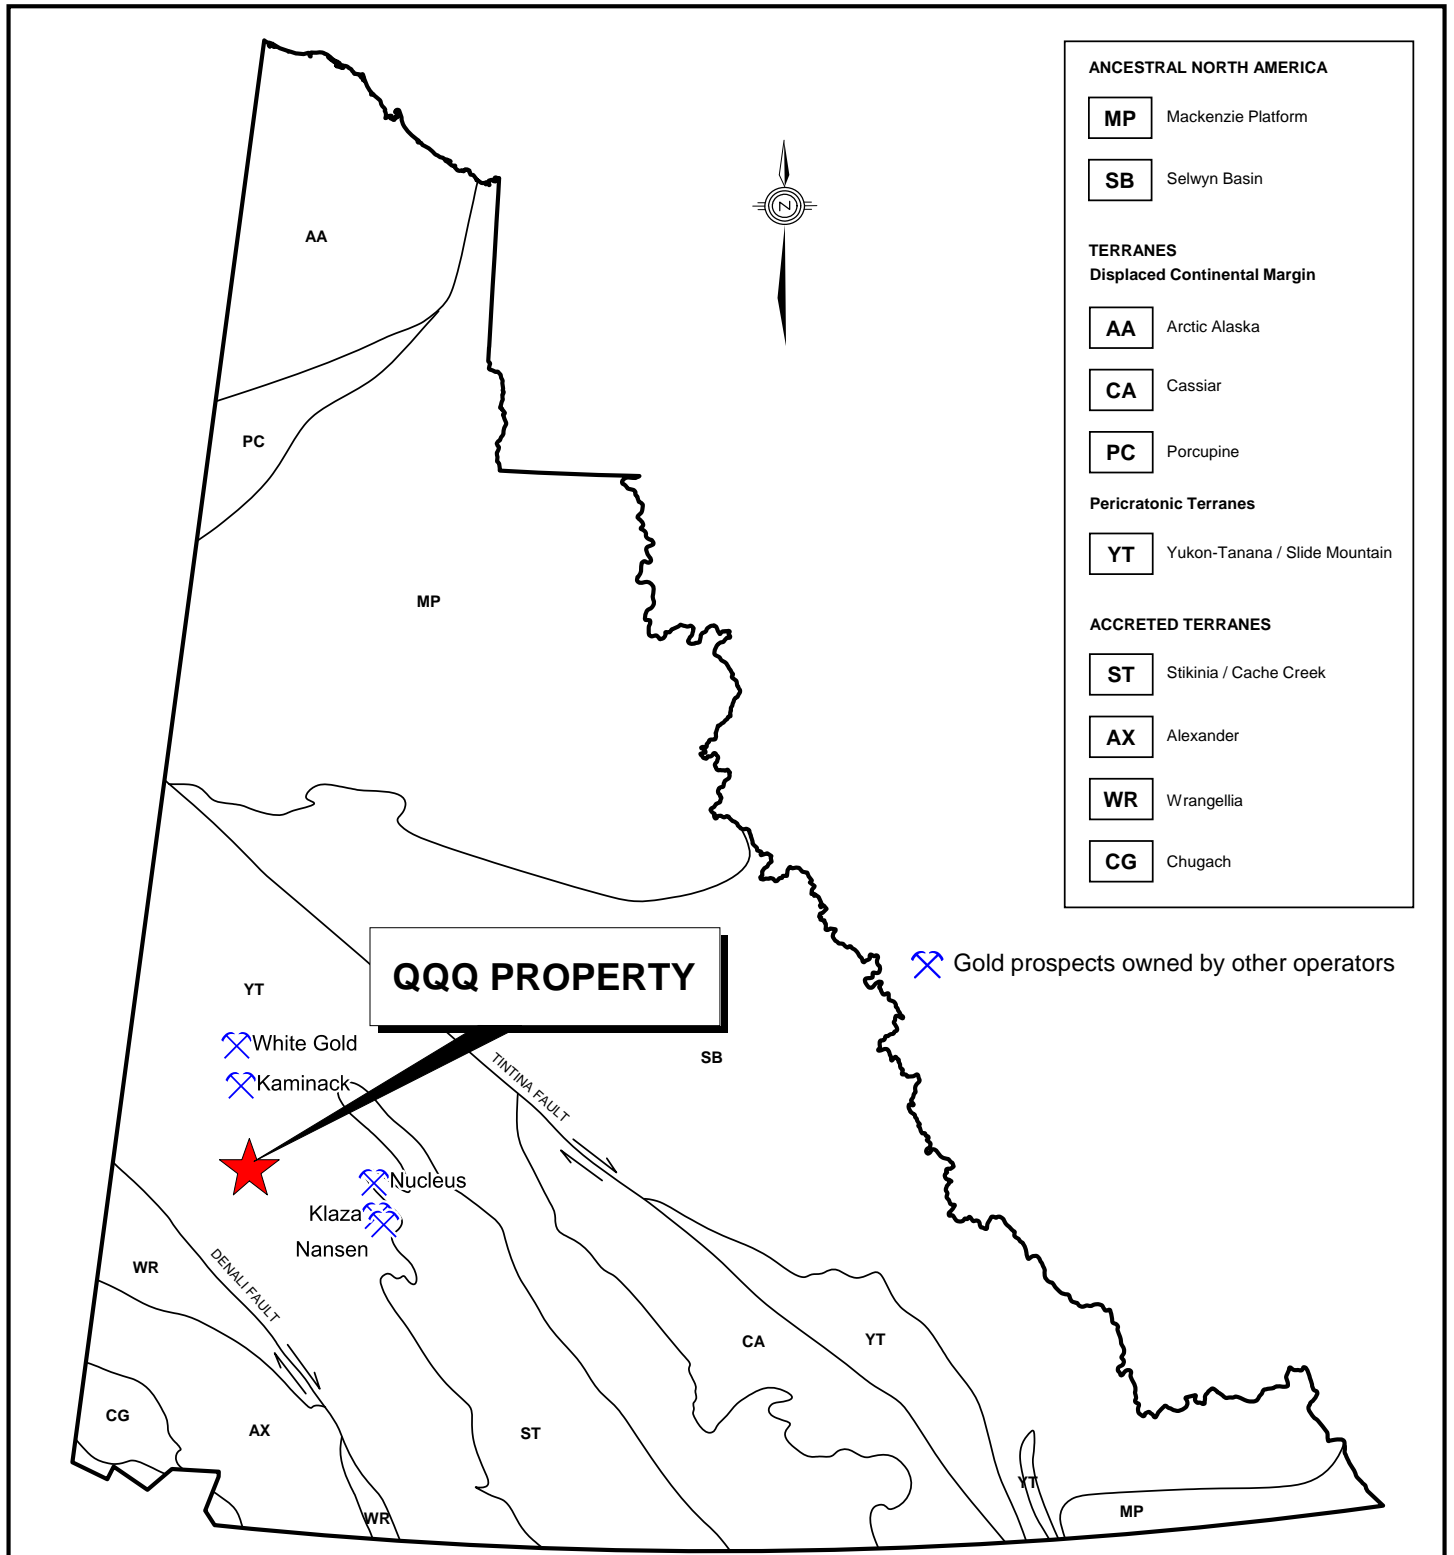 ANCESTRAL NORTH AMERICA
MP Mackenzie Platform
SB Selwyn Basin
TERRANES
Displaced Continental Margin
AA Arctic Alaska
CA Cassiar
PC Porcupine
Pericratonic Terranes
YT Yukon-Tanana / Slide Mountain
ACCRETED TERRANES
ST Stikinia / Cache Creek
AX Alexander
WR Wrangellia
CG Chugach
Gold prospects owned by other operators
N
AA
PC
MP
QQQ PROPERTY
YT
White Gold
Kaminack
SB
TINTINA FAULT
Nucleus
Klaza
Nansen
WR
DENALI FAULT
CA
YT
CG
AX
ST
YT
MP
WR